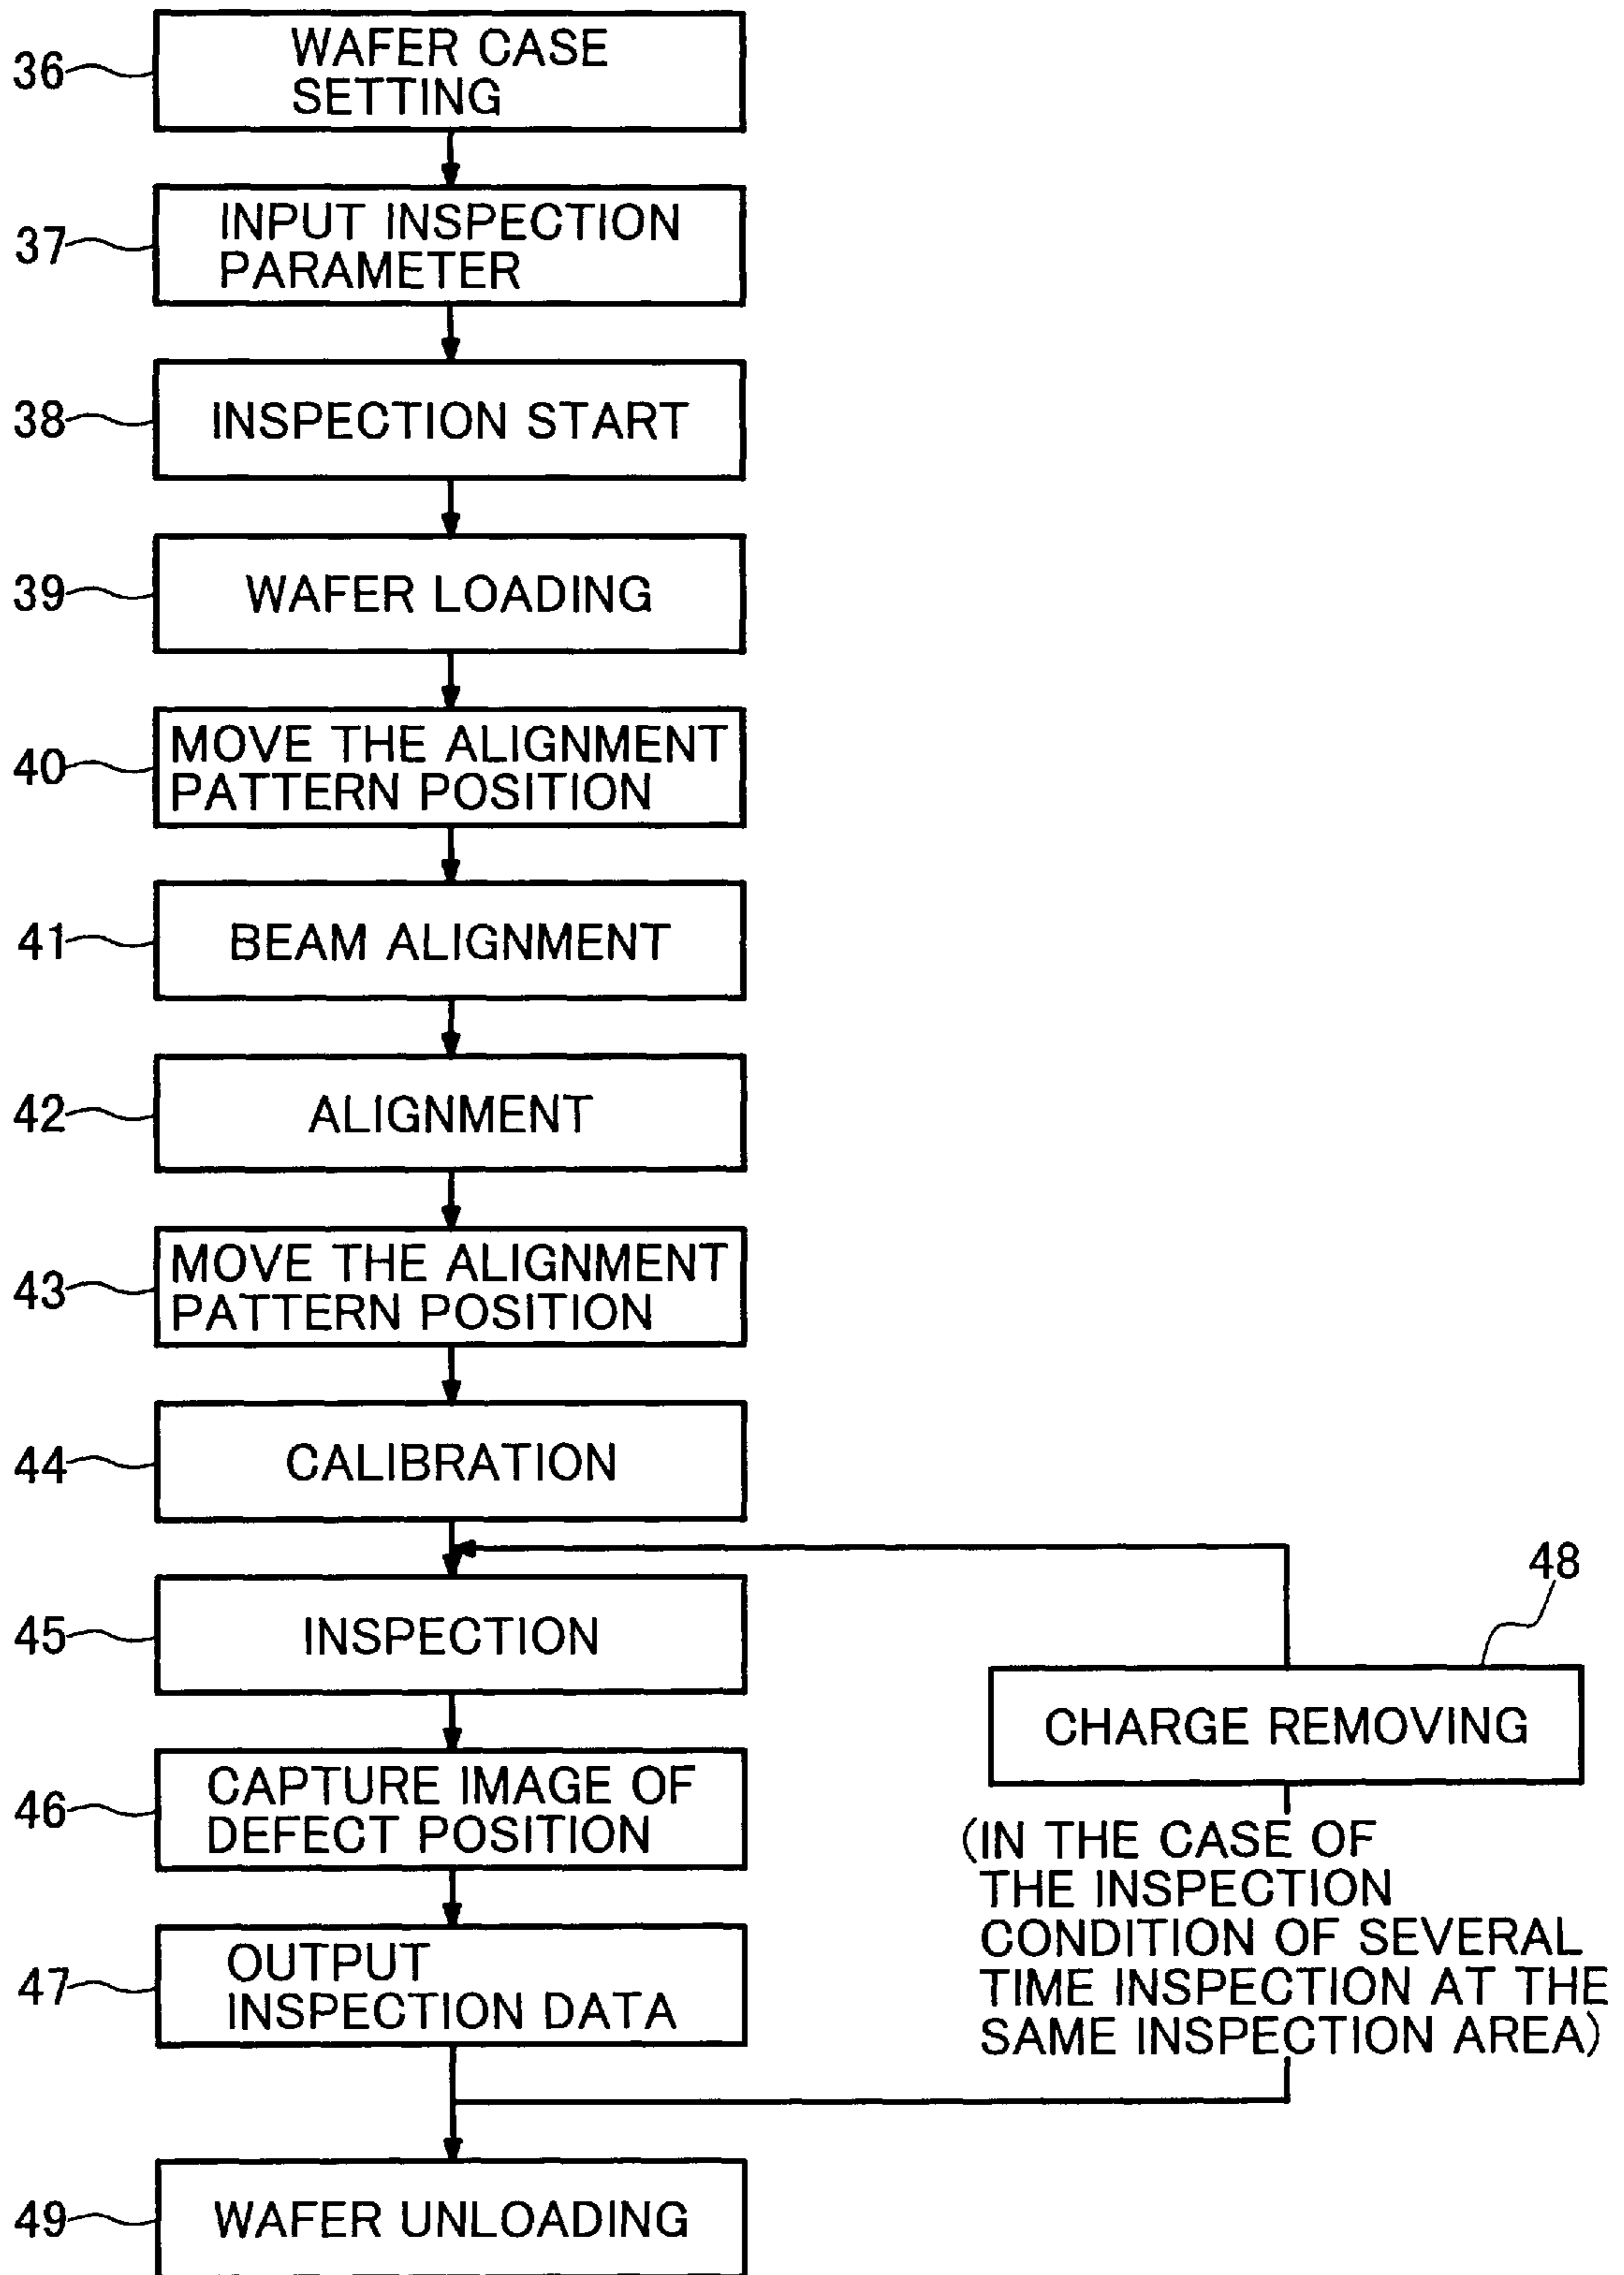 36
WAFER CASE
SETTING
37
INPUT INSPECTION
PARAMETER
38
INSPECTION START
39
WAFER LOADING
40
MOVE THE ALIGNMENT
PATTERN POSITION
41
BEAM ALIGNMENT
42
ALIGNMENT
43
MOVE THE ALIGNMENT
PATTERN POSITION
44
CALIBRATION
45
INSPECTION
48
CHARGE REMOVING
(IN THE CASE OF
THE INSPECTION
CONDITION OF SEVERAL
TIME INSPECTION AT THE
SAME INSPECTION AREA)
46
CAPTURE IMAGE OF
DEFECT POSITION
47
OUTPUT
INSPECTION DATA
49
WAFER UNLOADING